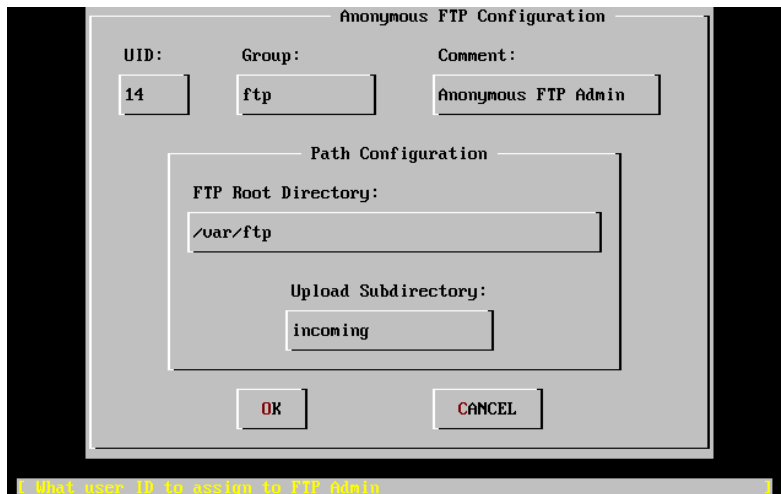 Anonymous FTP Configuration
UID: Group: Comment:
14 ftp Anonymous FTP Admin
Path Configuration
FTP Root Directory:
/var/ftp
Upload Subdirectory:
incoming
OK CANCEL
[ What user ID to assign to FTP Admin ]